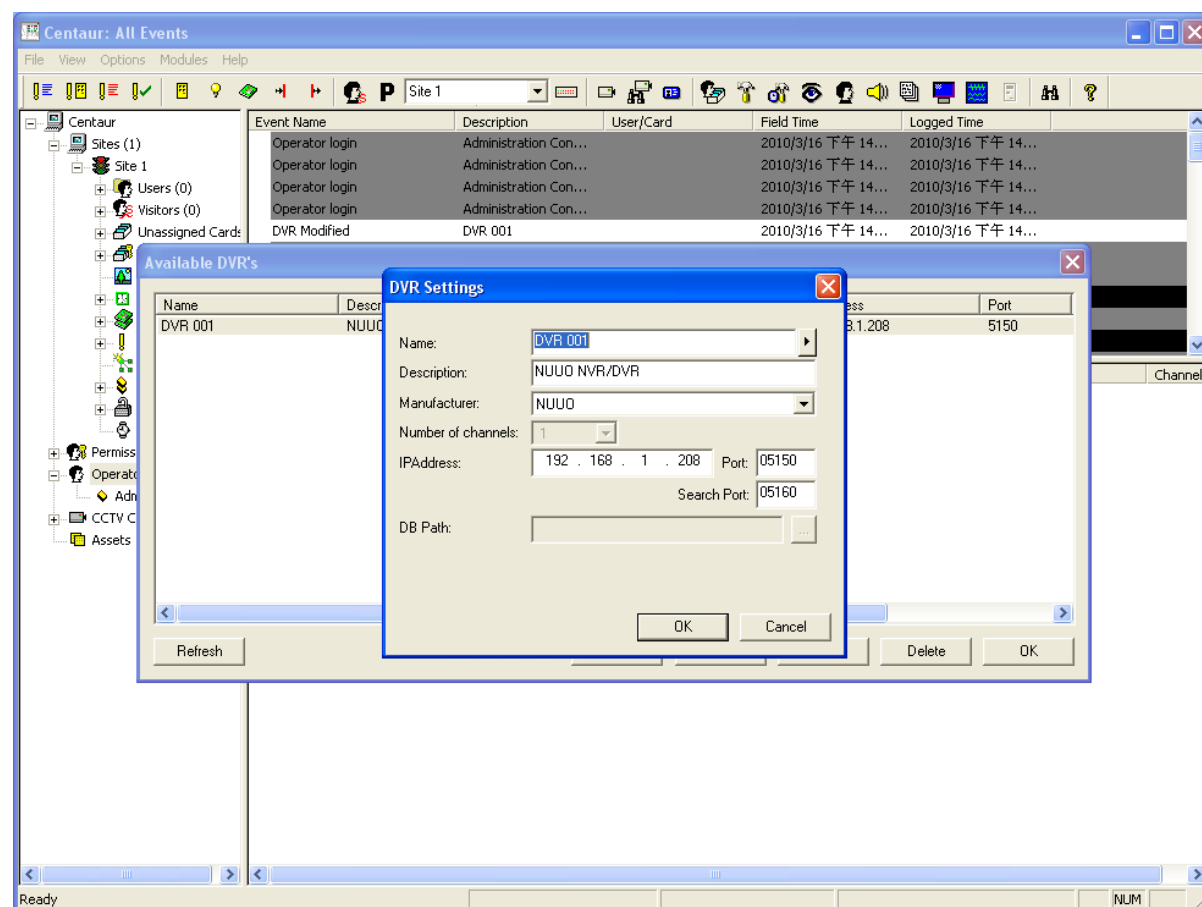 Centaur: All Events
File View Options Modules Help
P Site 1
Centaur
Sites (1)
Site 1
Users (0)
Visitors (0)
Unassigned Cards
Permiss
Operato
Adm
CCTV C
Assets
Event Name Description User/Card Field Time Logged Time
Operator login Administration Con... 2010/3/16 下午 14... 2010/3/16 下午 14...
Operator login Administration Con... 2010/3/16 下午 14... 2010/3/16 下午 14...
Operator login Administration Con... 2010/3/16 下午 14... 2010/3/16 下午 14...
Operator login Administration Con... 2010/3/16 下午 14... 2010/3/16 下午 14...
DVR Modified DVR 001 2010/3/16 下午 14... 2010/3/16 下午 14...
Channel
Available DVR's
Name Descr ess Port
DVR 001 NUUO 3.1.208 5150
Refresh Delete OK
DVR Settings
Name: DVR 001
Description: NUUO NVR/DVR
Manufacturer: NUUO
Number of channels: 1
IPAddress: 192 . 168 . 1 . 208 Port: 05150
Search Port: 05160
DB Path: ...
OK Cancel
Ready NUM